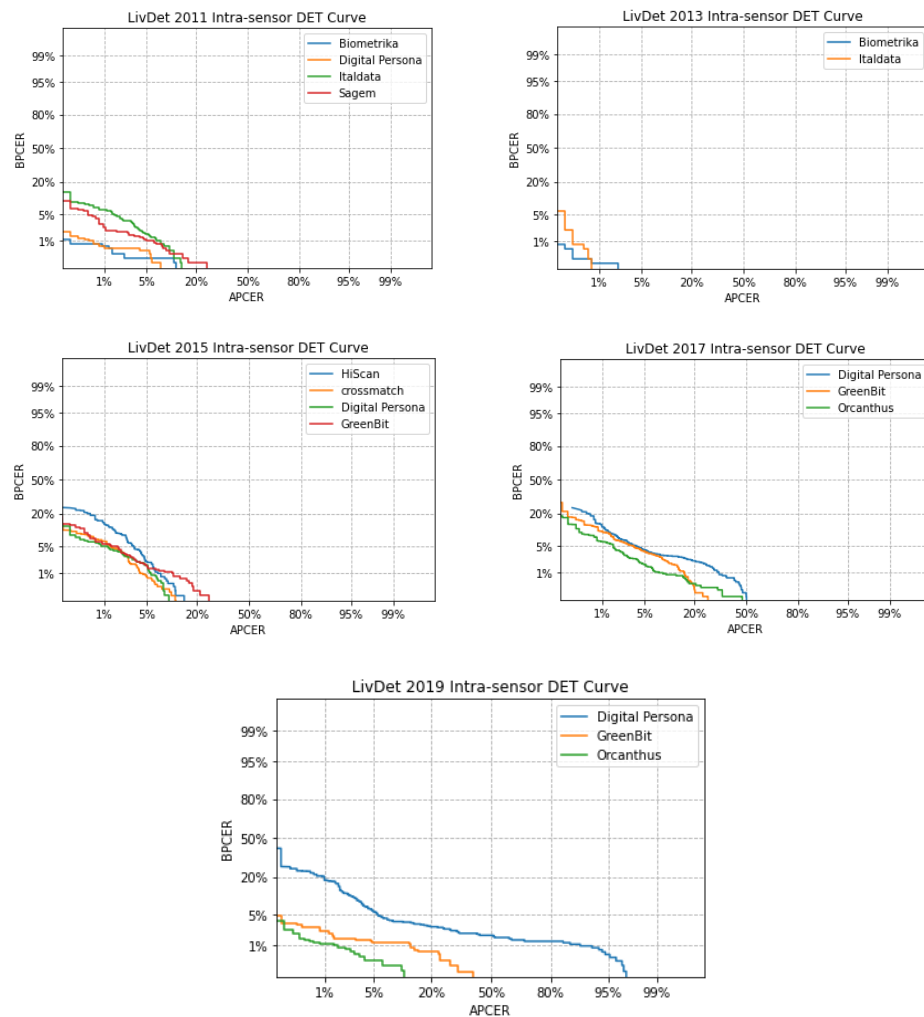 LivDet 2011 Intra-sensor DET Curve
Biometrika
Digital Persona
Italdata
Sagem
99%
95%
80%
50%
20%
5%
1%
BPCER
1% 5% 20% 50% 80% 95% 99%
APCER
LivDet 2013 Intra-sensor DET Curve
Biometrika
Italdata
99%
95%
80%
50%
20%
5%
1%
BPCER
1% 5% 20% 50% 80% 95% 99%
APCER
LivDet 2015 Intra-sensor DET Curve
HiScan
crossmatch
Digital Persona
GreenBit
99%
95%
80%
50%
20%
5%
1%
BPCER
1% 5% 20% 50% 80% 95% 99%
APCER
LivDet 2017 Intra-sensor DET Curve
Digital Persona
GreenBit
Orcanthus
99%
95%
80%
50%
20%
5%
1%
BPCER
1% 5% 20% 50% 80% 95% 99%
APCER
LivDet 2019 Intra-sensor DET Curve
Digital Persona
GreenBit
Orcanthus
99%
95%
80%
50%
20%
5%
1%
BPCER
1% 5% 20% 50% 80% 95% 99%
APCER